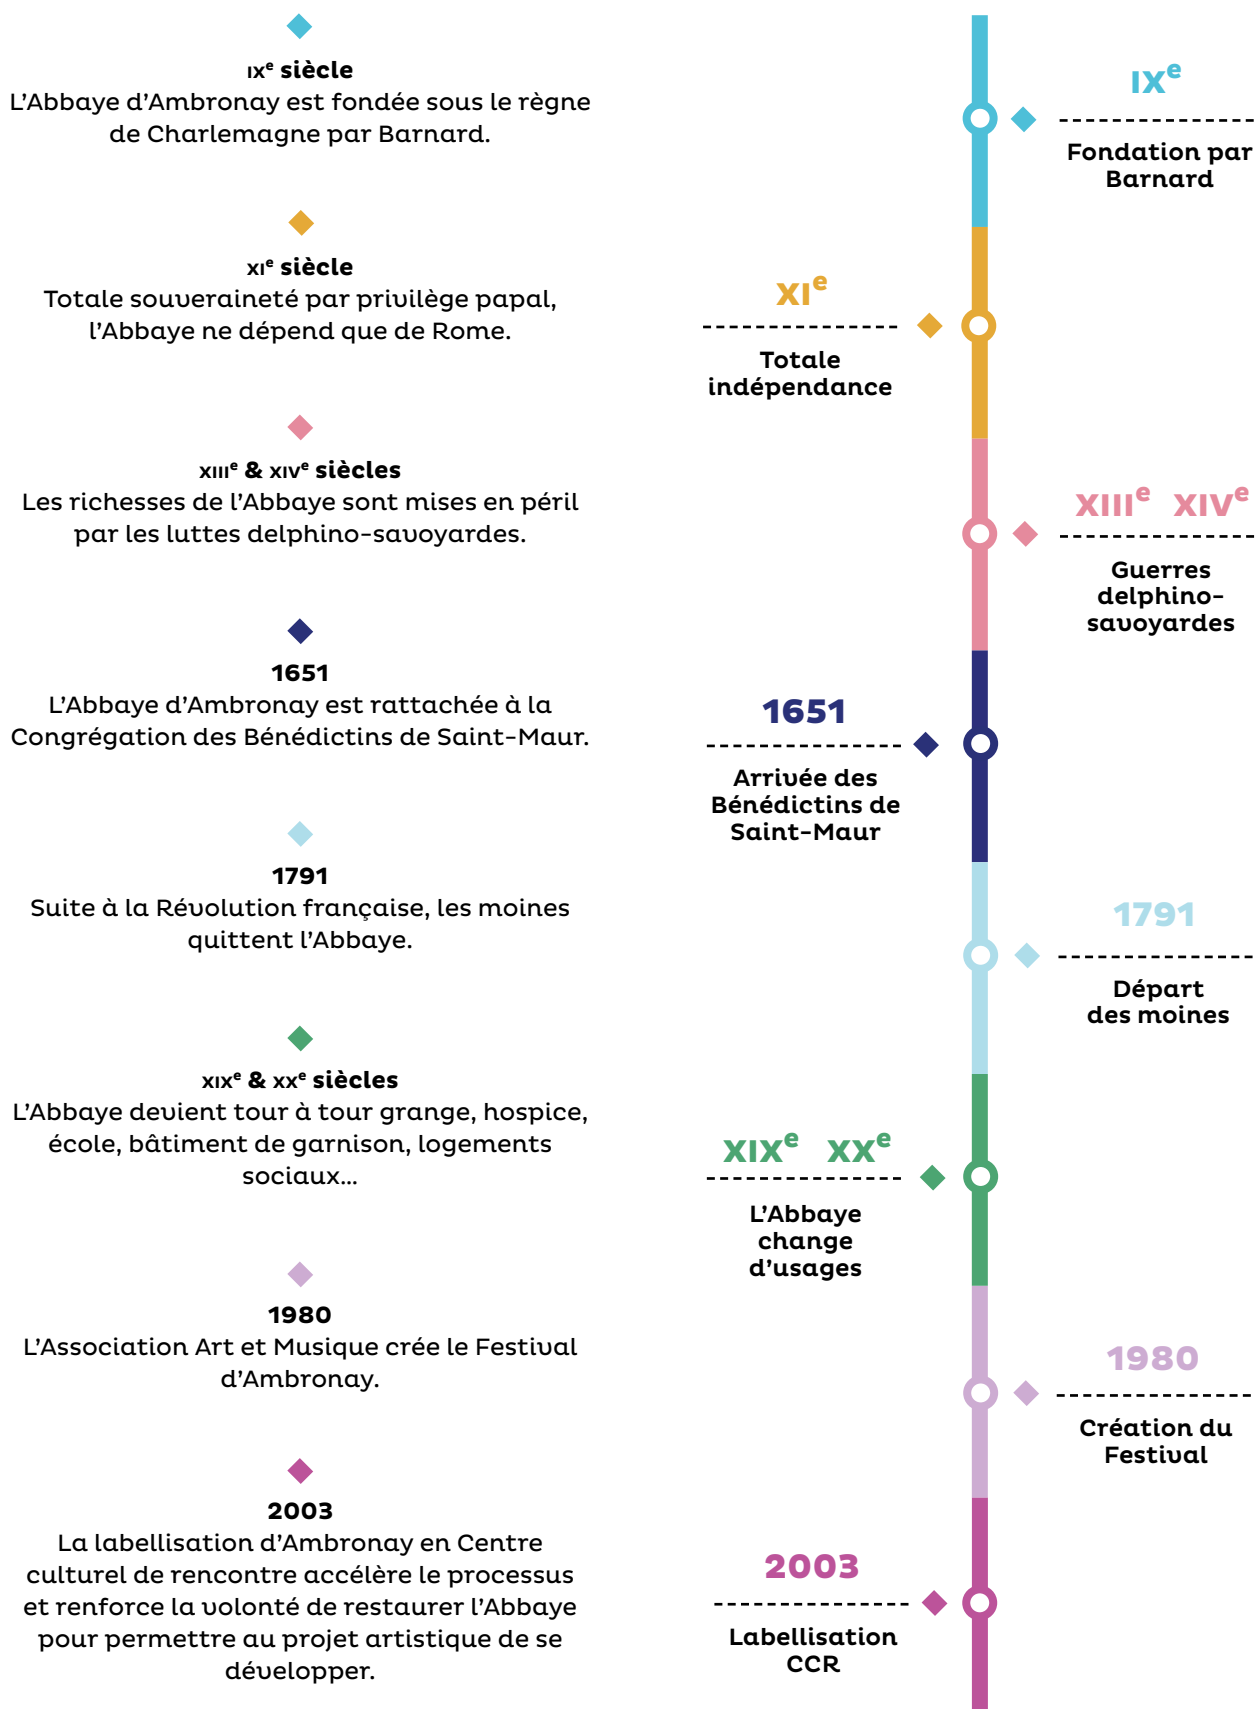 IXe siècle
L'Abbaye d'Ambronay est fondée sous le règne
de Charlemagne par Barnard.
XIe siècle
Totale souveraineté par privilège papal,
l'Abbaye ne dépend que de Rome.
XIIIe & XIVe siècles
Les richesses de l'Abbaye sont mises en péril
par les luttes delphino-savoyardes.
1651
L'Abbaye d'Ambronay est rattachée à la
Congrégation des Bénédictins de Saint-Maur.
1791
Suite à la Révolution française, les moines
quittent l'Abbaye.
XIXe & XXe siècles
L'Abbaye devient tour à tour grange, hospice,
école, bâtiment de garnison, logements
sociaux...
1980
L'Association Art et Musique crée le Festival
d'Ambronay.
2003
La labellisation d'Ambronay en Centre
culturel de rencontre accélère le processus
et renforce la volonté de restaurer l'Abbaye
pour permettre au projet artistique de se
développer.
IXe
Fondation par
Barnard
XIe
Totale
indépendance
XIIIe XIVe
Guerres
delphino-
savoyardes
1651
Arrivée des
Bénédictins de
Saint-Maur
1791
Départ
des moines
XIXe XXe
L'Abbaye
change
d'usages
1980
Création du
Festival
2003
Labellisation
CCR